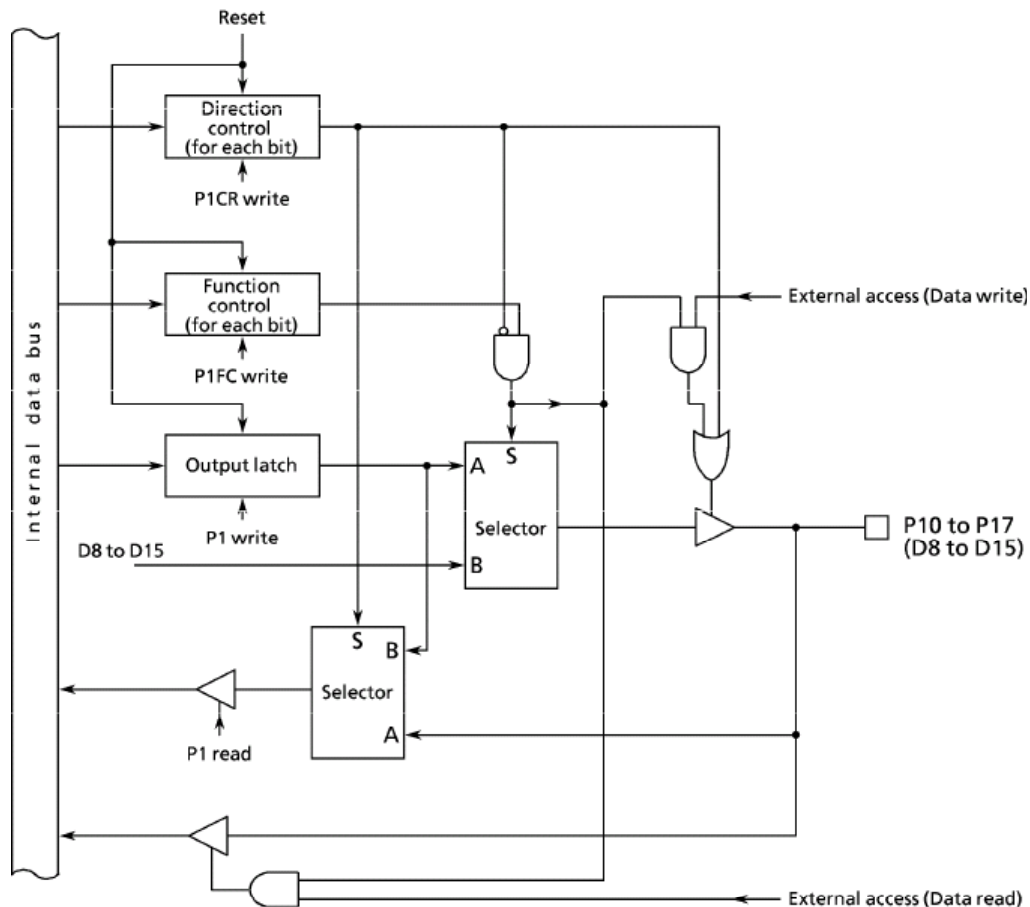 Reset
Direction
control
(for each bit)
P1CR write
Function
control
(for each bit)
External access (Data write)
P1FC write
Internal data bus
Output latch
A
S
Selector
B
P1 write
D8 to D15
P10 to P17
(D8 to D15)
S
B
Selector
A
P1 read
External access (Data read)